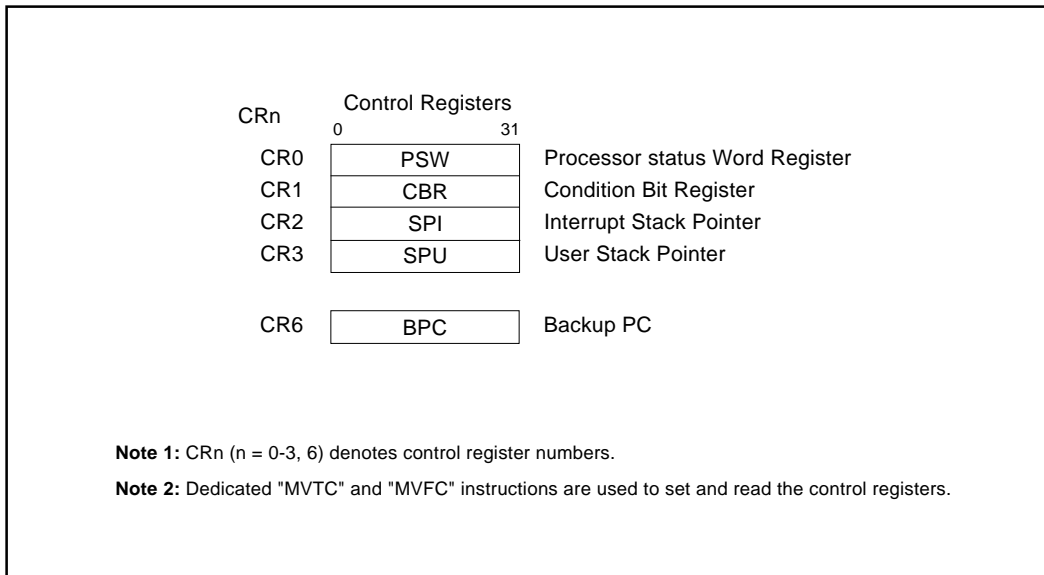 CRn Control Registers
0 31
CR0 PSW Processor status Word Register
CR1 CBR Condition Bit Register
CR2 SPI Interrupt Stack Pointer
CR3 SPU User Stack Pointer
CR6 BPC Backup PC
Note 1: CRn (n = 0-3, 6) denotes control register numbers.
Note 2: Dedicated "MVTC" and "MVFC" instructions are used to set and read the control registers.